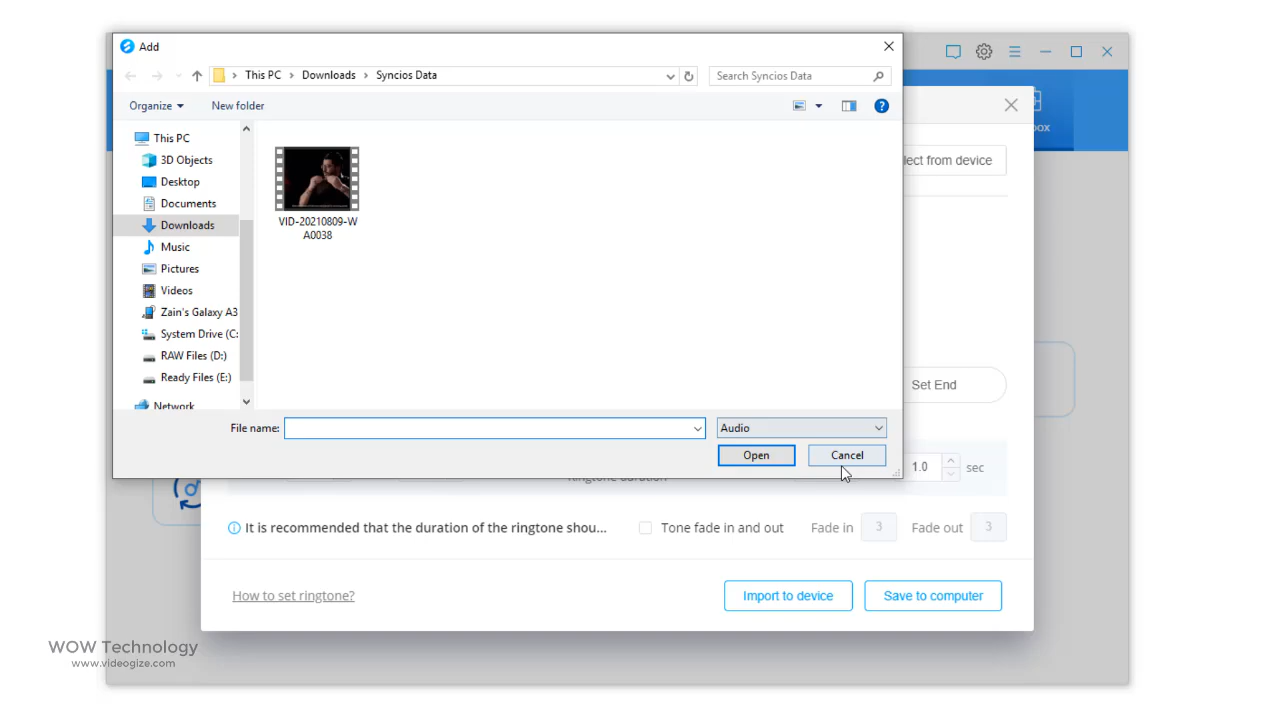 Add
This PC > Downloads > Syncios Data
Search Syncios Data
Organize
New folder
This PC
3D Objects
Desktop
Documents
Downloads
Music
Pictures
Videos
Zain's Galaxy A3
System Drive (C:
RAW Files (D:)
Ready Files (E:)
Network
VID-20210809-W
A0038
File name:
Audio
Open
Cancel
lect from device
Set End
Ringtone duration
1.0 sec
It is recommended that the duration of the ringtone shou...
Tone fade in and out
Fade in 3
Fade out 3
How to set ringtone?
Import to device
Save to computer
WOW Technology
www.videogize.com